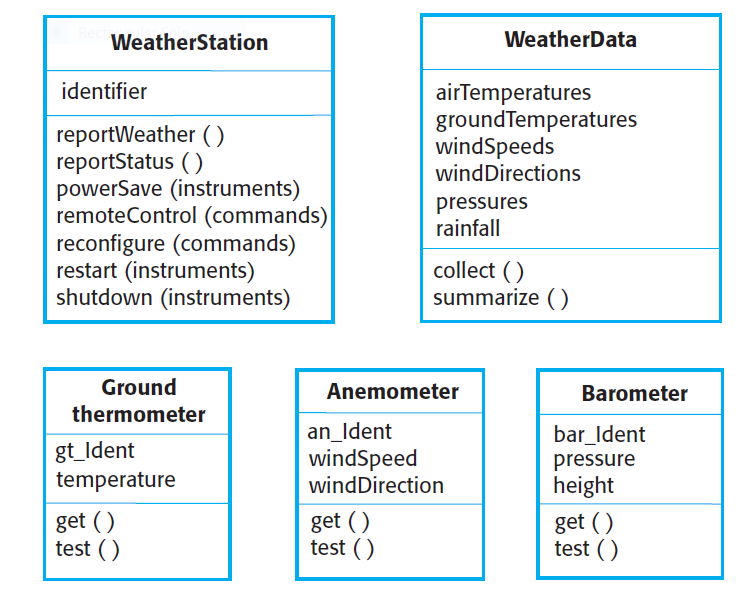 WeatherStation
identifier
reportWeather ( )
reportStatus ( )
powerSave (instruments)
remoteControl (commands)
reconfigure (commands)
restart (instruments)
shutdown (instruments)
WeatherData
airTemperatures
groundTemperatures
windSpeeds
windDirections
pressures
rainfall
collect ( )
summarize ( )
Ground
thermometer
gt_Ident
temperature
get ( )
test ( )
Anemometer
an_Ident
windSpeed
windDirection
get ( )
test ( )
Barometer
bar_Ident
pressure
height
get ( )
test ( )